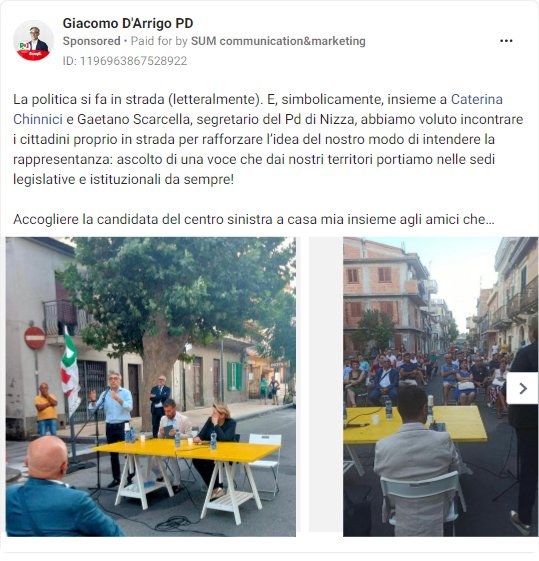 Giacomo D'Arrigo PD
Sponsored • Paid for by SUM communication&marketing
ID: 1196963867528922
La politica si fa in strada (letteralmente). E, simbolicamente, insieme a Caterina
Chinnici e Gaetano Scarcella, segretario del Pd di Nizza, abbiamo voluto incontrare
i cittadini proprio in strada per rafforzare l'idea del nostro modo di intendere la
rappresentanza: ascolto di una voce che dai nostri territori portiamo nelle sedi
legislative e istituzionali da sempre!
Accogliere la candidata del centro sinistra a casa mia insieme agli amici che…